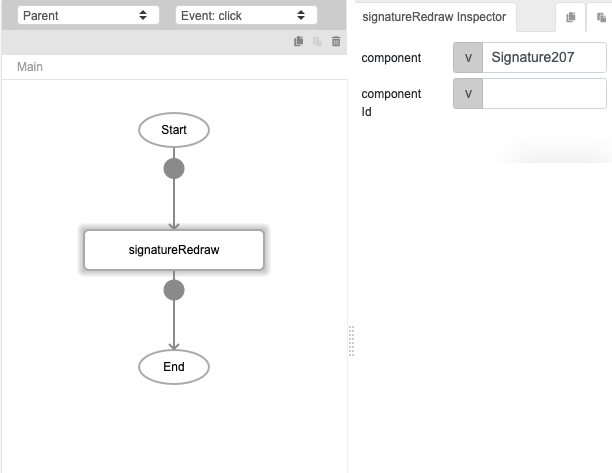 Parent
Event: click
Main
Start
signatureRedraw
End
signatureRedraw Inspector
component
v
Signature207
component
Id
v